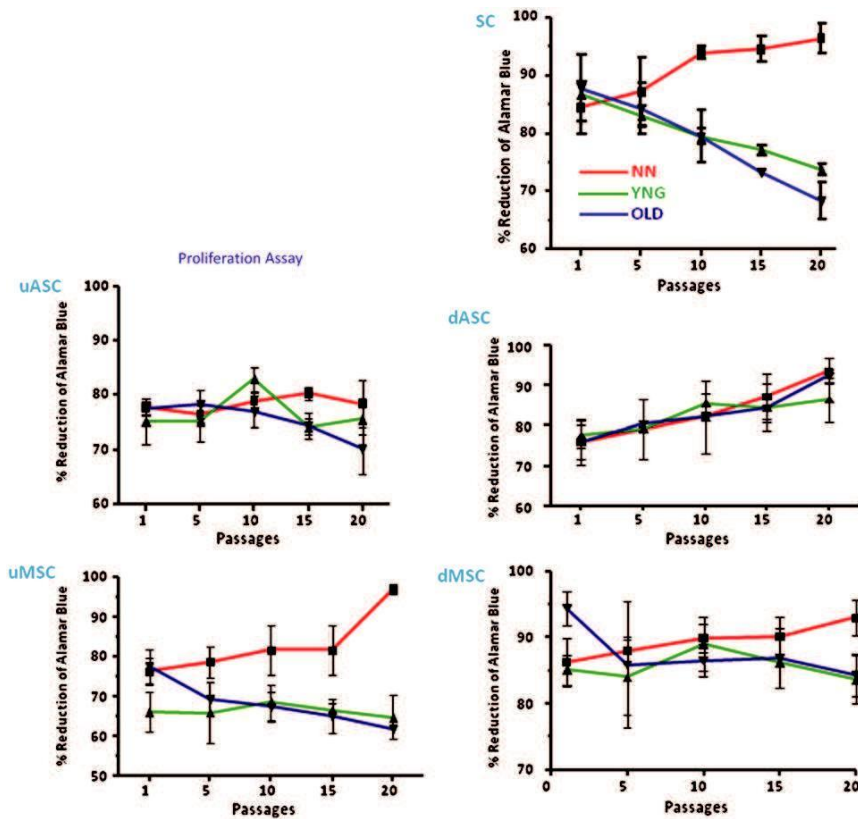 SC
% Reduction of Alamar Blue
100
90
80
70
60
NN
YNG
OLD
1 5 10 15 20
Passages
Proliferation Assay
uASC
% Reduction of Alamar Blue
100
90
80
70
60
1 5 10 15 20
Passages
dASC
% Reduction of Alamar Blue
100
90
80
70
60
1 5 10 15 20
Passages
uMSC
% Reduction of Alamar Blue
100
90
80
70
60
50
1 5 10 15 20
Passages
dMSC
% Reduction of Alamar Blue
100
90
80
70
0 5 10 15 20
Passages